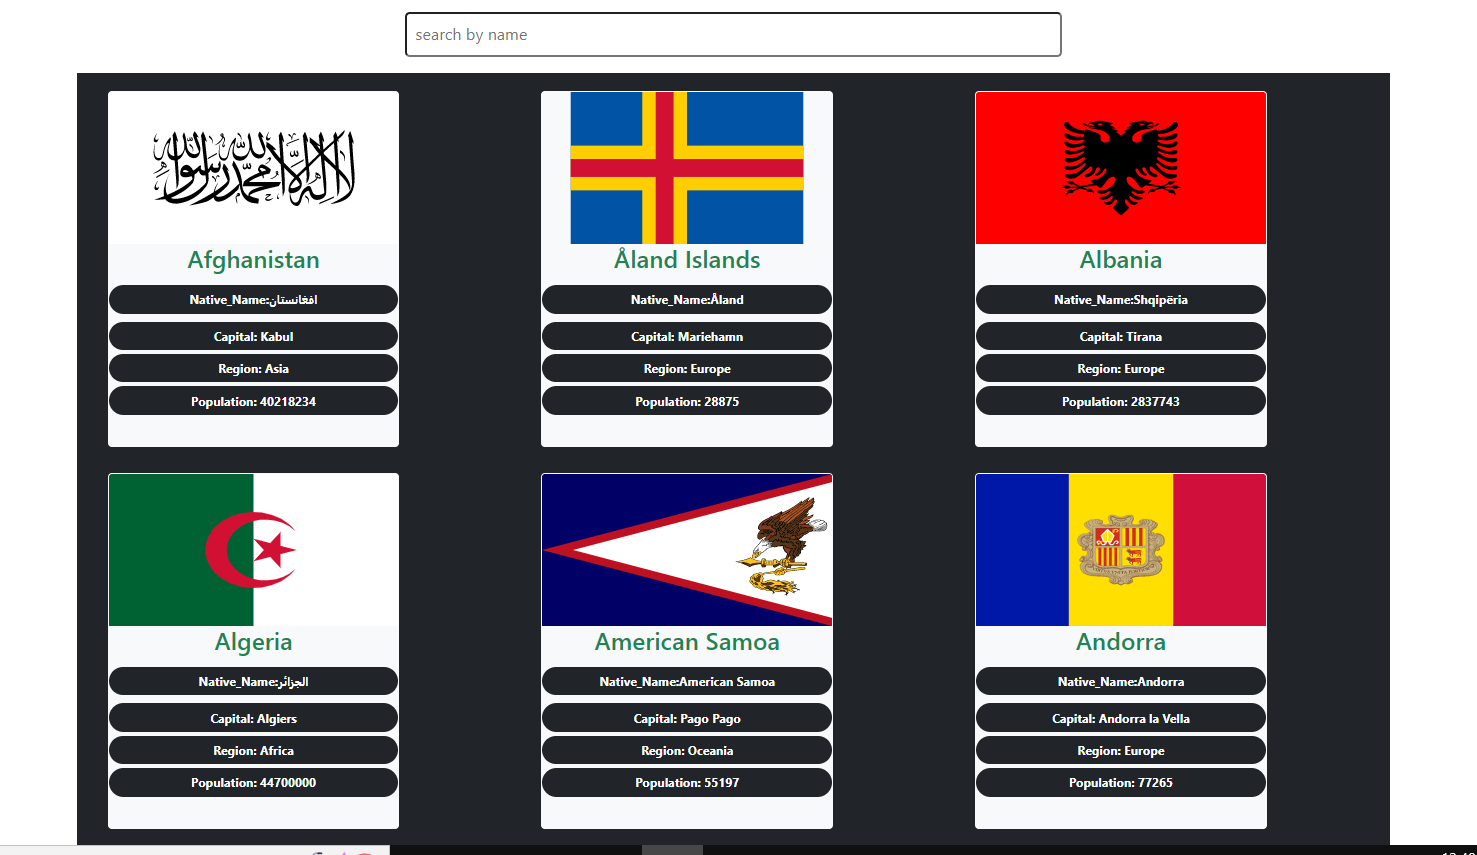 search by name
لا إله إلا الله محمد رسول الله
Afghanistan
Native_Name:افغانستان
Capital: Kabul
Region: Asia
Population: 40218234
Åland Islands
Native_Name:Åland
Capital: Mariehamn
Region: Europe
Population: 28875
Albania
Native_Name:Shqipëria
Capital: Tirana
Region: Europe
Population: 2837743
Algeria
Native_Name:الجزائر
Capital: Algiers
Region: Africa
Population: 44700000
American Samoa
Native_Name:American Samoa
Capital: Pago Pago
Region: Oceania
Population: 55197
Andorra
Native_Name:Andorra
Capital: Andorra la Vella
Region: Europe
Population: 77265